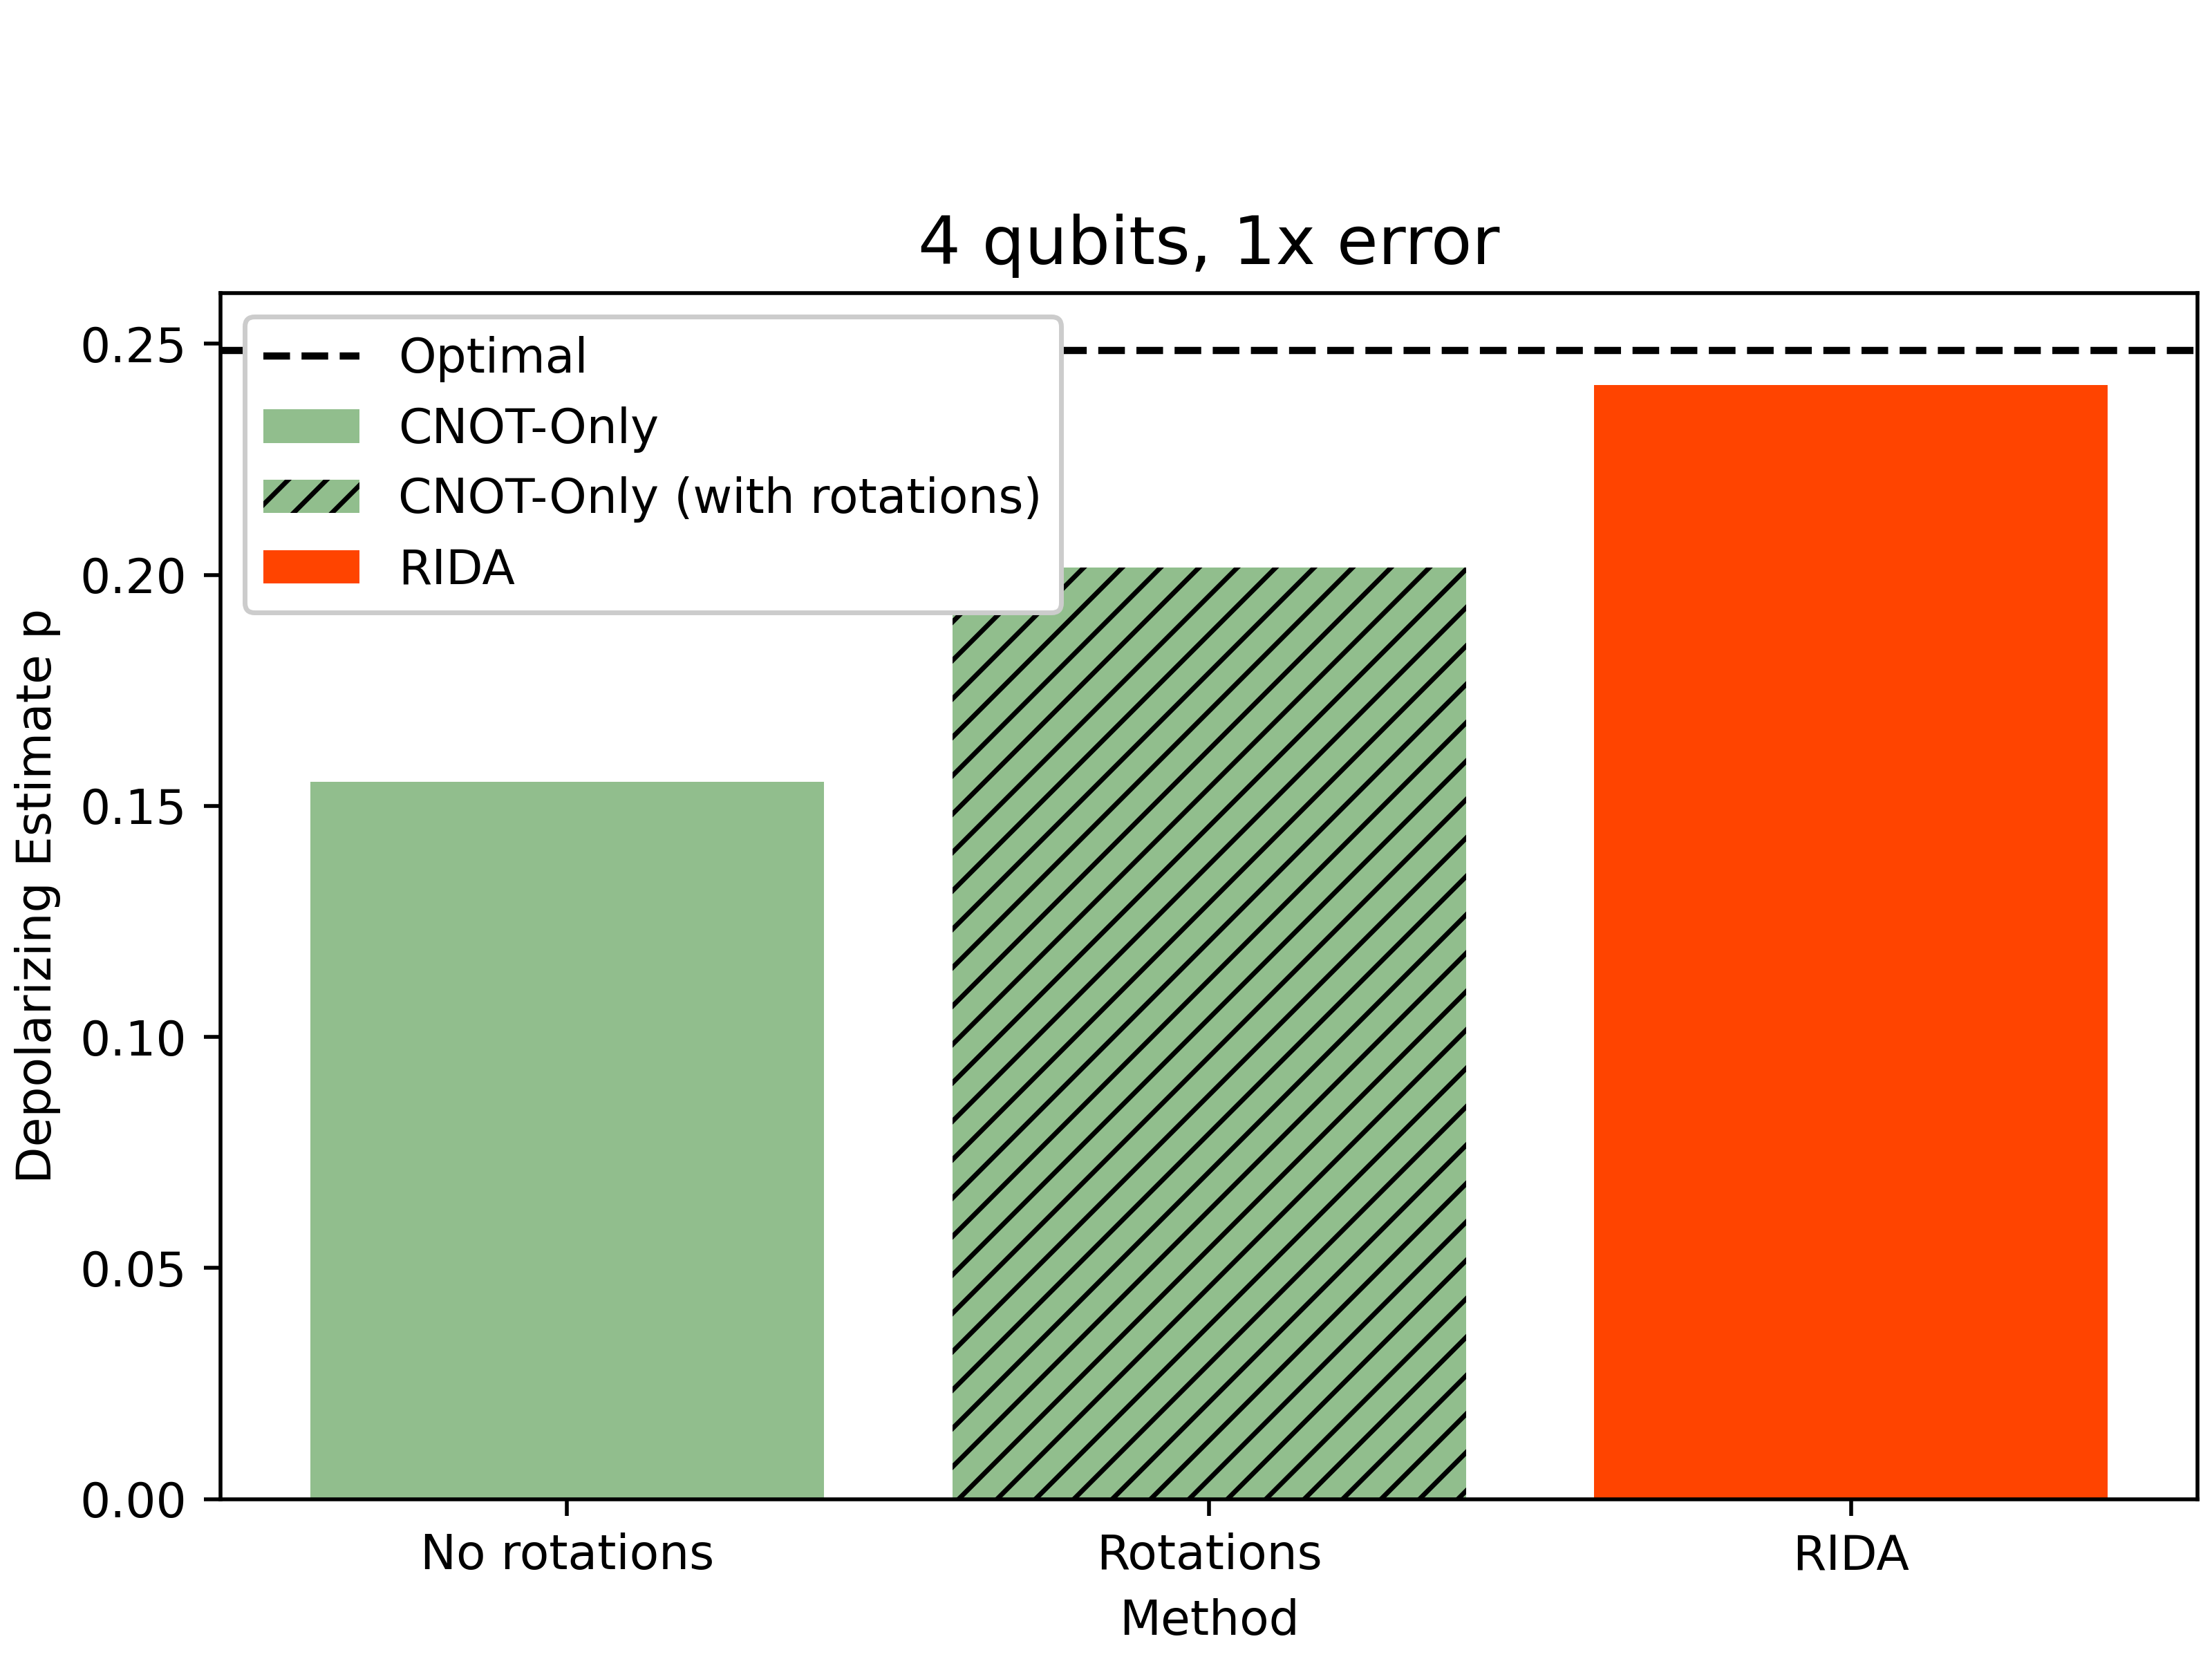 4 qubits, 1x error
Optimal
CNOT-Only
CNOT-Only (with rotations)
RIDA
0.25
0.20
0.15
0.10
0.05
0.00
Depolarizing Estimate p
No rotations
Rotations
RIDA
Method